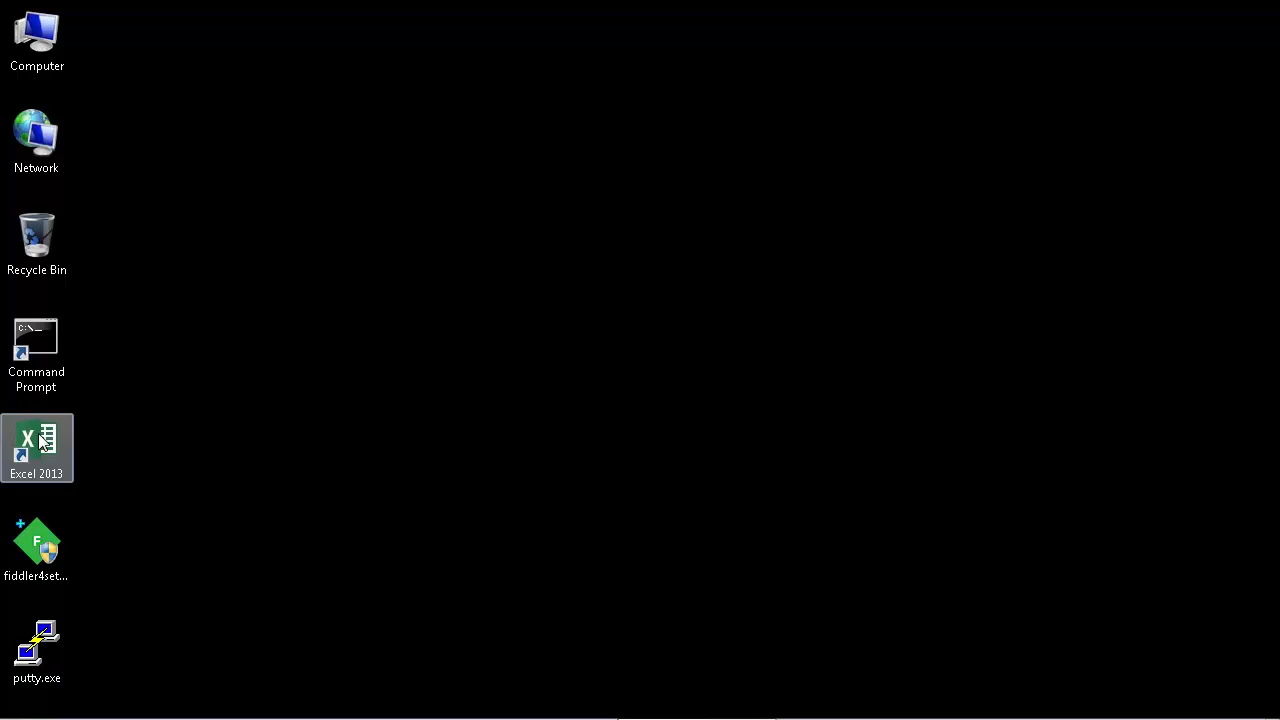 Computer
Network
Recycle Bin
C:\_
Command
Prompt
X
Excel 2013
F
fiddler4set...
putty.exe